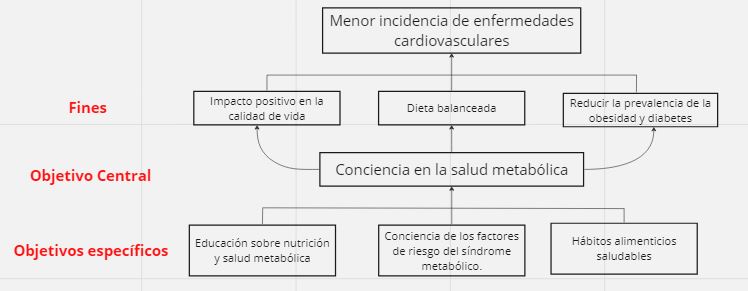 Menor incidencia de enfermedades
cardiovasculares
Fines
Impacto positivo en la
calidad de vida
Dieta balanceada
Reducir la prevalencia de la
obesidad y diabetes
Objetivo Central
Conciencia en la salud metabólica
Objetivos específicos
Educación sobre nutrición
y salud metabólica
Conciencia de los factores
de riesgo del síndrome
metabólico.
Hábitos alimenticios
saludables